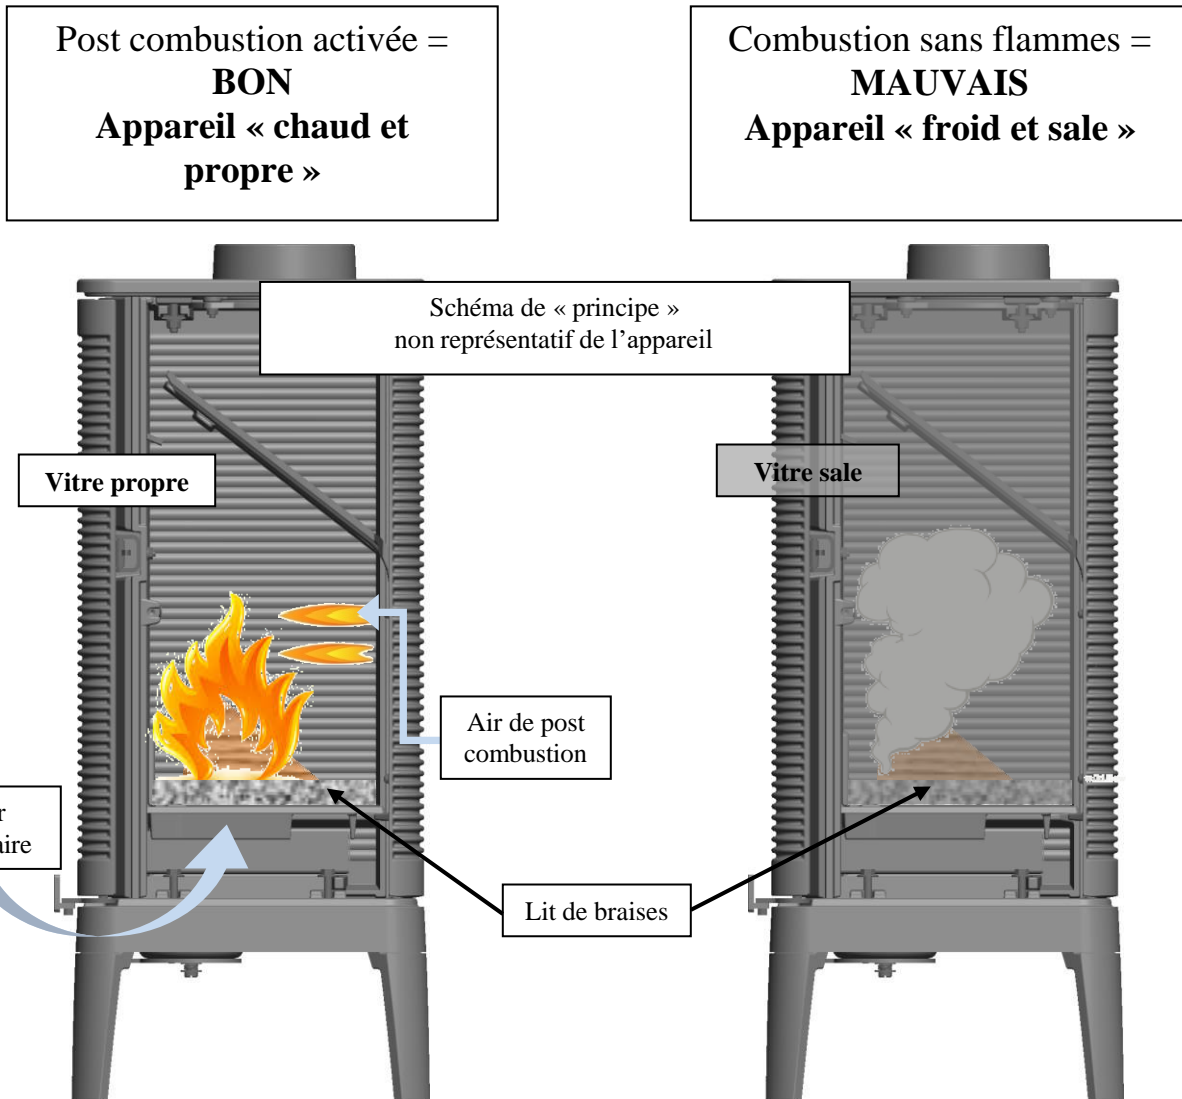 Post combustion activée =
BON
Appareil « chaud et
propre »
Combustion sans flammes =
MAUVAIS
Appareil « froid et sale »
Schéma de « principe »
non représentatif de l’appareil
Vitre propre
Vitre sale
Air de post
combustion
Lit de braises